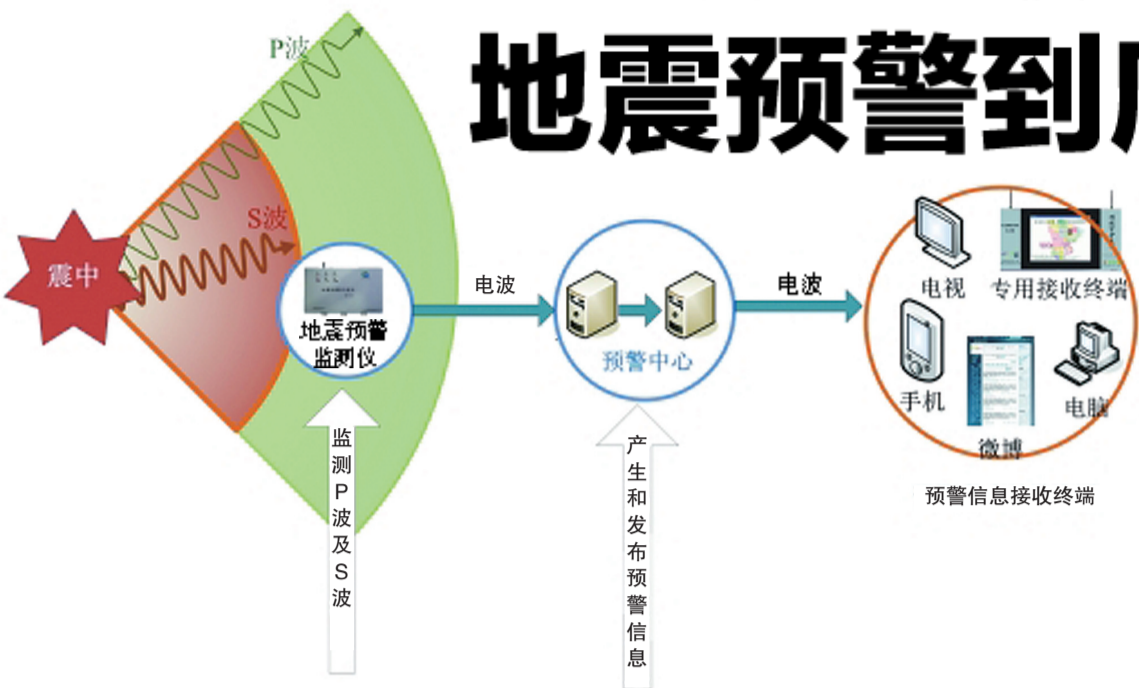 地震预警到
P波
S波
震中
地震预警
监测仪
电波
预警中心
电波
电视
专用接收终端
手机
电脑
微博
预警信息接收终端
监测P波及S波
产生和发布预警信息